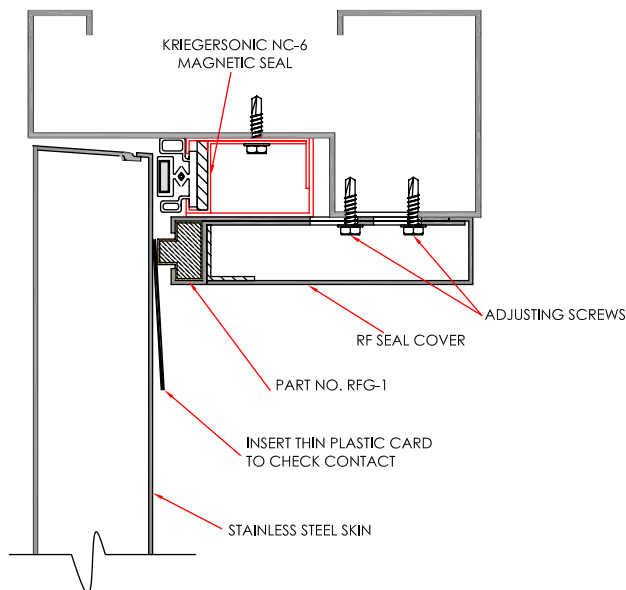 KRIEGERSONIC NC-6
MAGNETIC SEAL
ADJUSTING SCREWS
RF SEAL COVER
PART NO. RFG-1
INSERT THIN PLASTIC CARD
TO CHECK CONTACT
STAINLESS STEEL SKIN